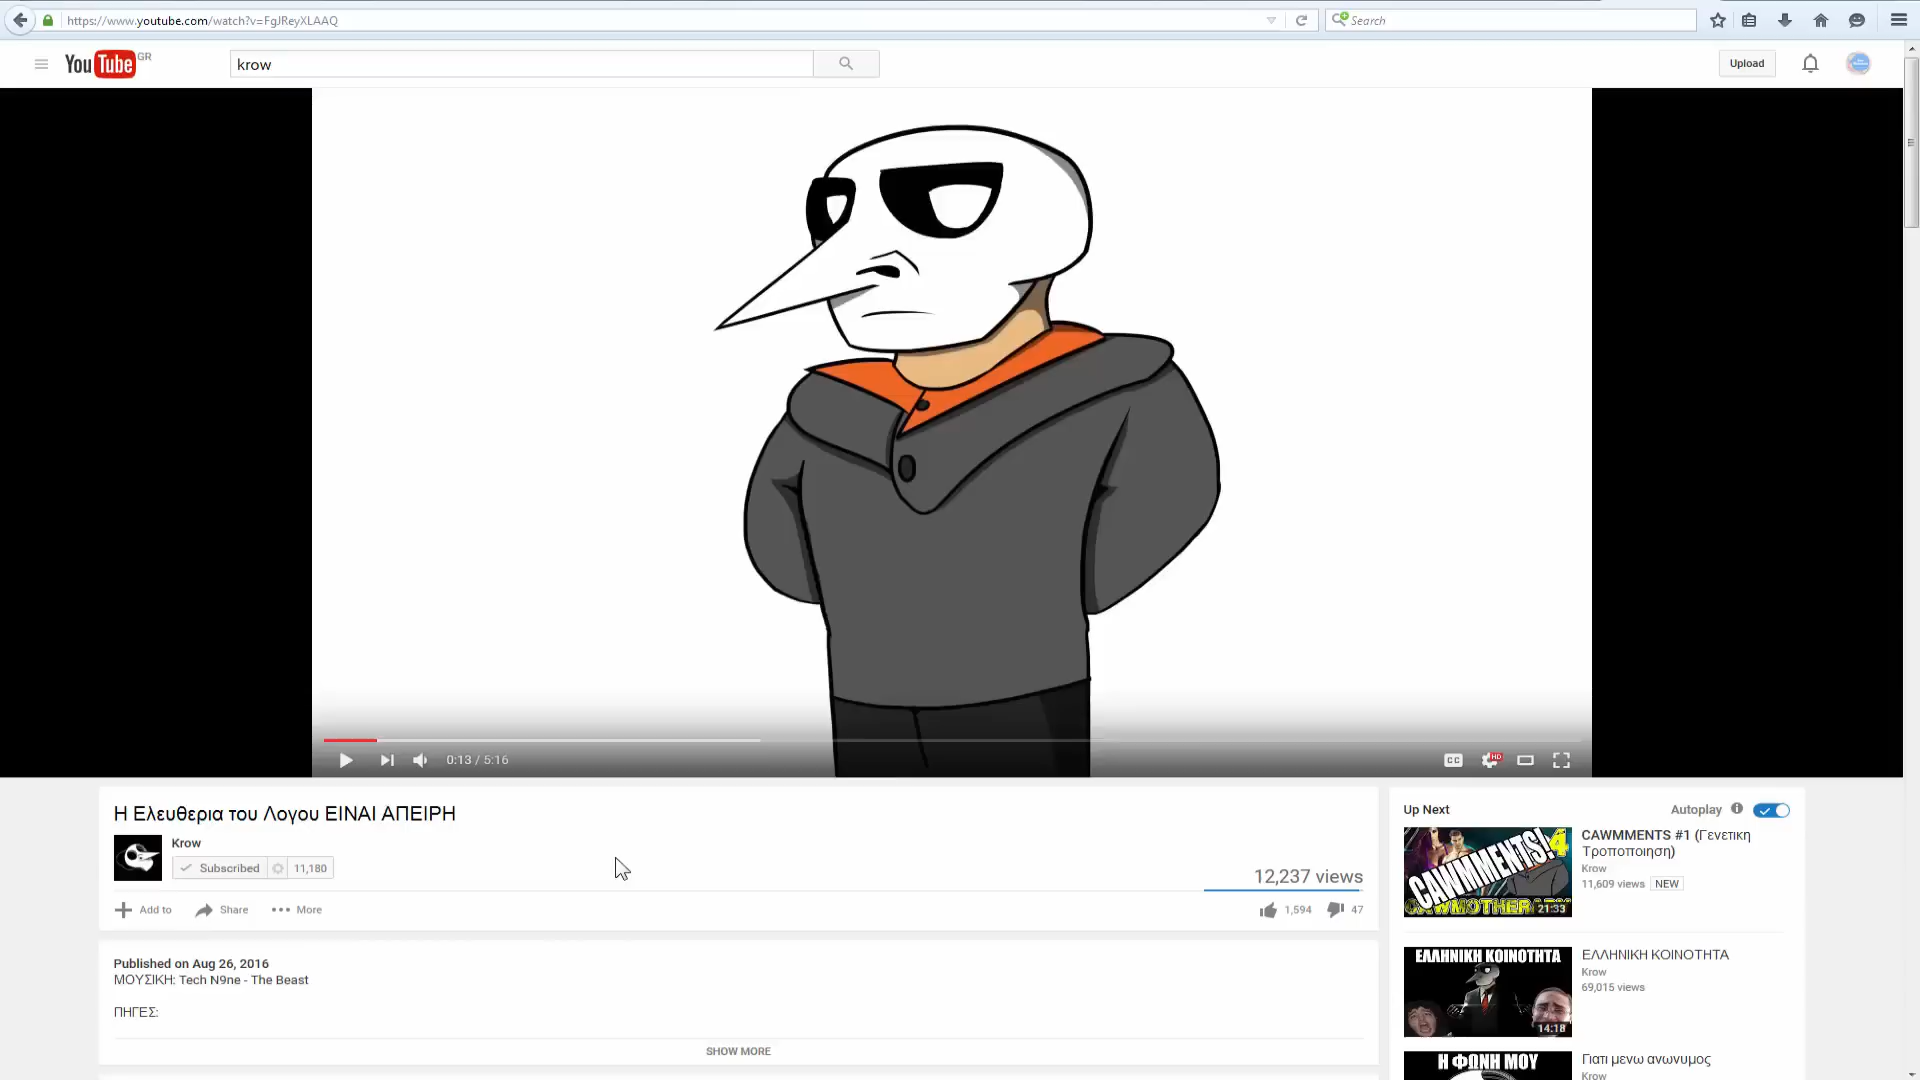 https://www.youtube.com/watch?v=FgJReyXLAAQ
Search
YouTube GR
krow
Upload
0:13 / 5:16
CC
HD
Η Ελευθερια του Λογου ΕΙΝΑΙ ΑΠΕΙΡΗ
Krow
Subscribed 11,180
12,237 views
Add to Share More
1,594 47
Published on Aug 26, 2016
ΜΟΥΣΙΚΗ: Tech N9ne - The Beast
ΠΗΓΕΣ:
SHOW MORE
Up Next
Autoplay
CAWMMENTS!
4
21:33
CAWMMENTS #1 (Γενετικη
Τροποποιηση)
Krow
11,609 views NEW
ΕΛΛΗΝΙΚΗ ΚΟΙΝΟΤΗΤΑ
14:18
ΕΛΛΗΝΙΚΗ ΚΟΙΝΟΤΗΤΑ
Krow
69,015 views
Η ΦΩΝΗ ΜΟΥ
Γιατι μενω ανωνυμος
Krow